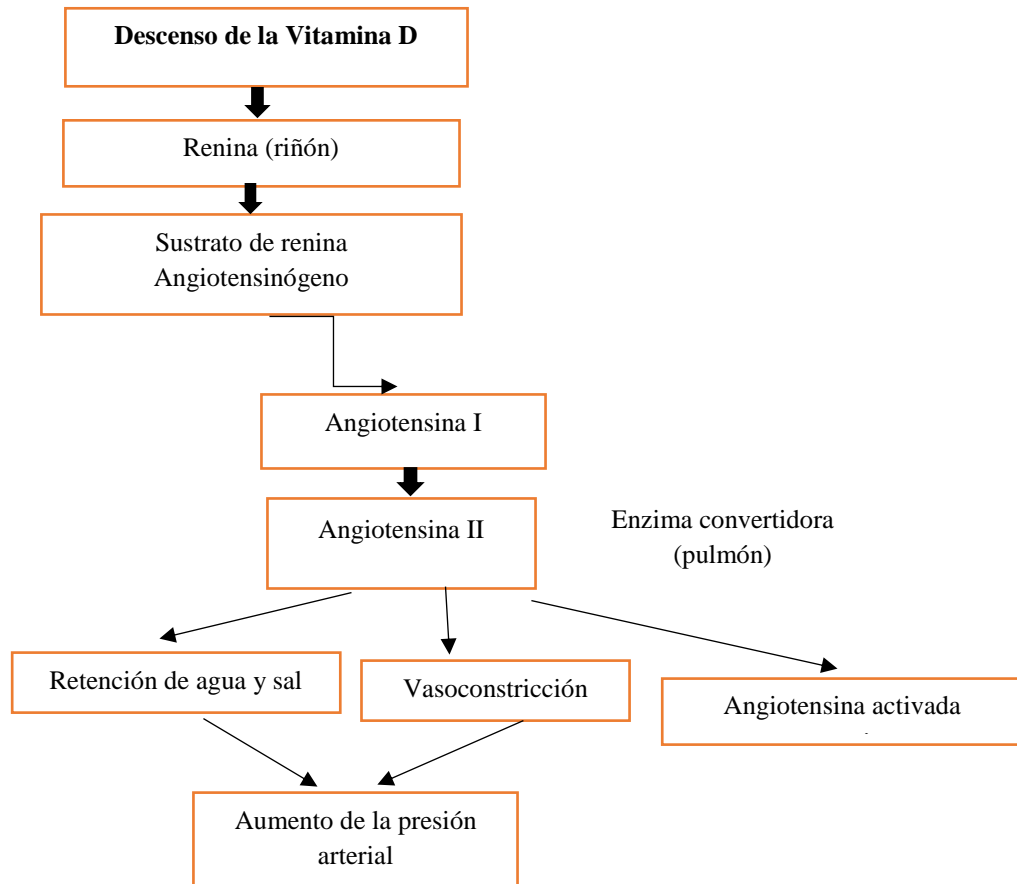 Descenso de la Vitamina D
Renina (riñón)
Sustrato de renina
Angiotensinógeno
Angiotensina I
Angiotensina II
Enzima convertidora
(pulmón)
Retención de agua y sal
Vasoconstricción
Angiotensina activada
Aumento de la presión
arterial